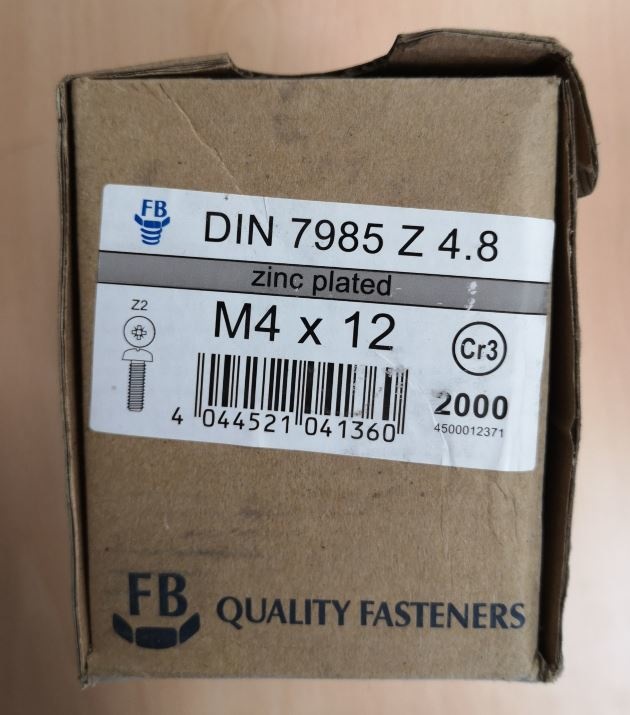 FB
DIN 7985 Z 4.8
zinc plated
Z2
M4 x 12
Cr3
4 044521 041360
2000
4500012371
FB
QUALITY FASTENERS